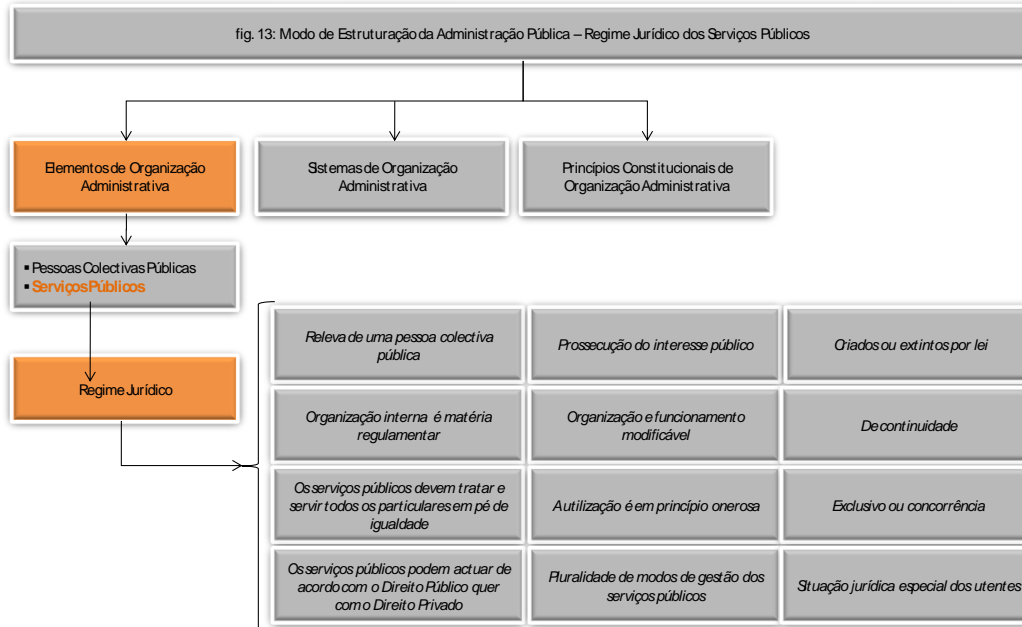 fig. 13: Modo de Estruturação da Administração Pública – Regime Jurídico dos Serviços Públicos
Elementos de Organização
Administrativa
Sistemas de Organização
Administrativa
Princípios Constitucionais de
Organização Administrativa
▪ Pessoas Colectivas Públicas
▪ Serviços Públicos
Regime Jurídico
Releva de uma pessoa colectiva
pública
Prossecução do interesse público
Criados ou extintos por lei
Organização interna é matéria
regulamentar
Organização e funcionamento
modificável
De continuidade
Os serviços públicos devem tratar e
servir todos os particulares em pé de
igualdade
A utilização é em princípio onerosa
Exclusivo ou concorrência
Os serviços públicos podem actuar de
acordo com o Direito Público quer
com o Direito Privado
Pluralidade de modos de gestão dos
serviços públicos
Situação jurídica especial dos utentes